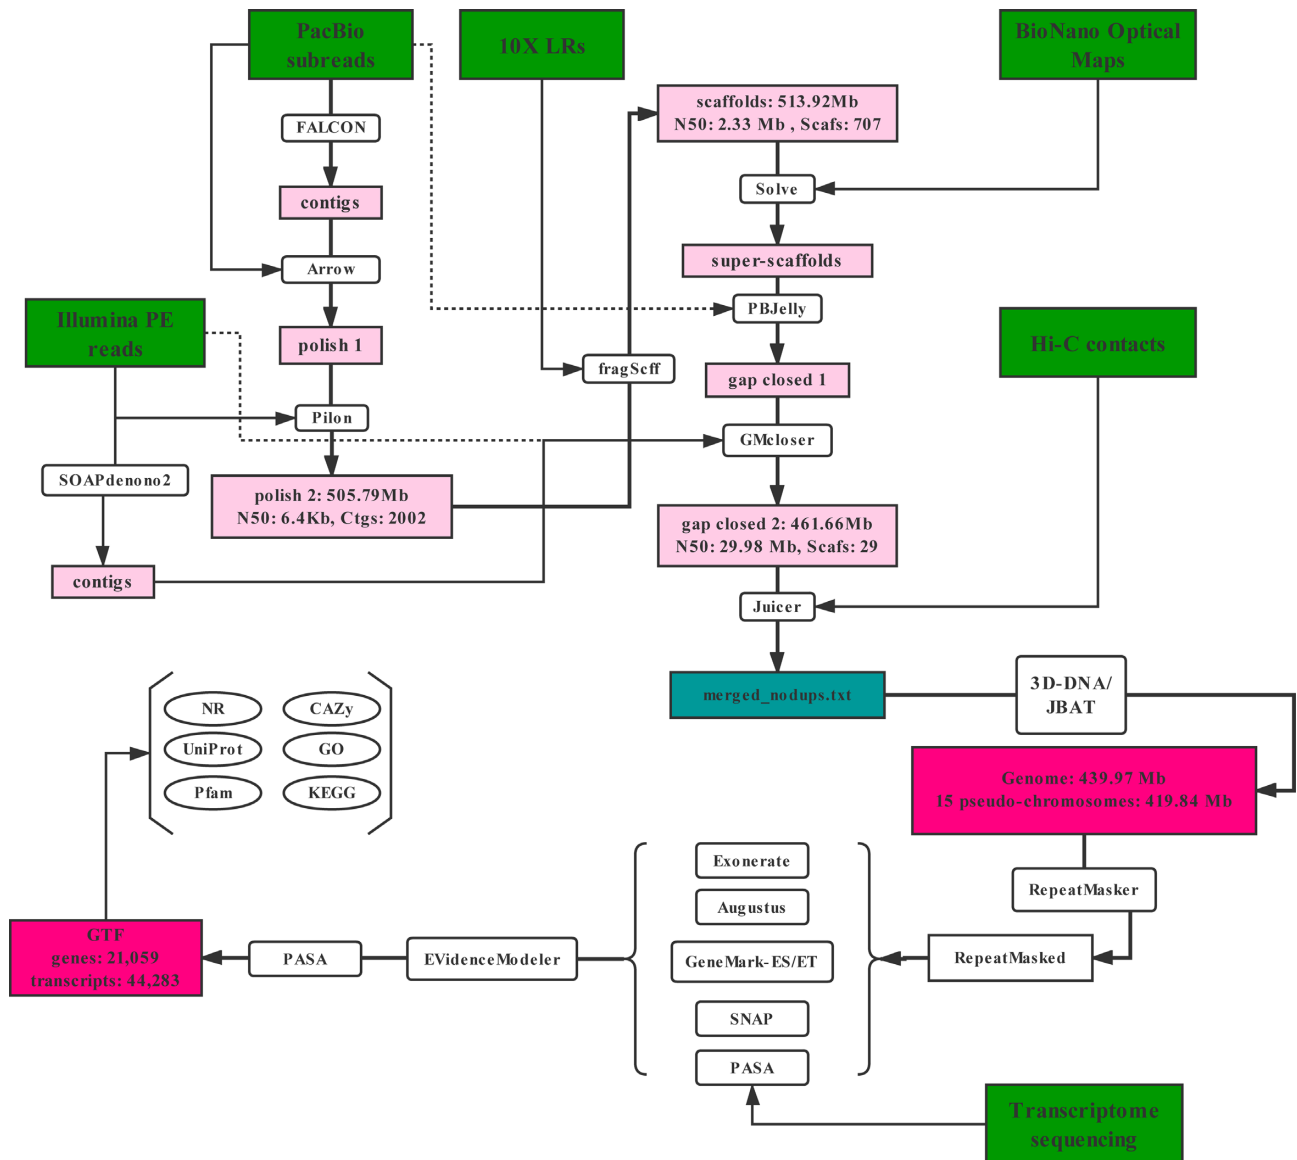 PacBio
subreads
10X LRs
BioNano Optical
Maps
scaffolds: 513.92Mb
N50: 2.33 Mb , Scafs: 707
FALCON
Solve
contigs
super-scaffolds
Arrow
PBJelly
Illumina PE
reads
polish 1
Hi-C contacts
fragScff
gap closed 1
Pilon
GMcloser
SOAPdenono2
polish 2: 505.79Mb
N50: 6.4Kb, Ctgs: 2002
gap closed 2: 461.66Mb
N50: 29.98 Mb, Scafs: 29
contigs
Juicer
merged_nodups.txt
3D-DNA/
JBAT
NR
CAZy
UniProt
GO
Pfam
KEGG
Genome: 439.97 Mb
15 pseudo-chromosomes: 419.84 Mb
Exonerate
RepeatMasker
Augustus
GTF
genes: 21,059
transcripts: 44,283
PASA
EVidenceModeler
GeneMark-ES/ET
RepeatMasked
SNAP
PASA
Transcriptome
sequencing